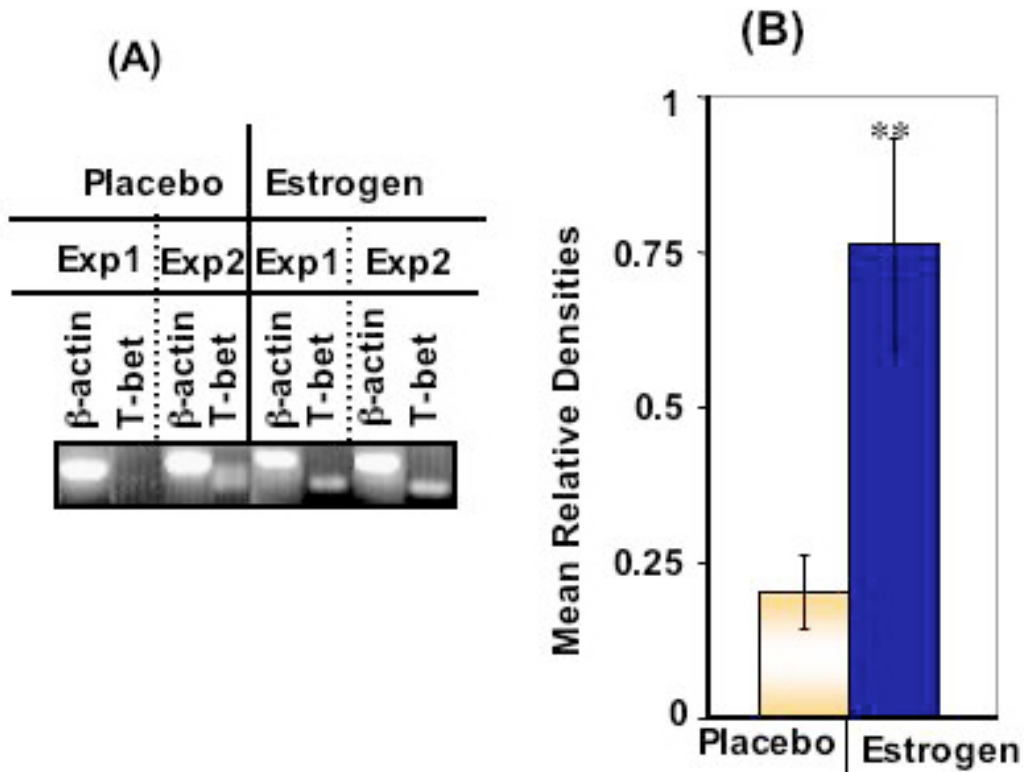 (A)
Placebo Estrogen
Exp1 Exp2 Exp1 Exp2
β-actin T-bet β-actin T-bet β-actin T-bet β-actin T-bet
(B)
**
1
0.75
0.5
0.25
0
Mean Relative Densities
Placebo Estrogen